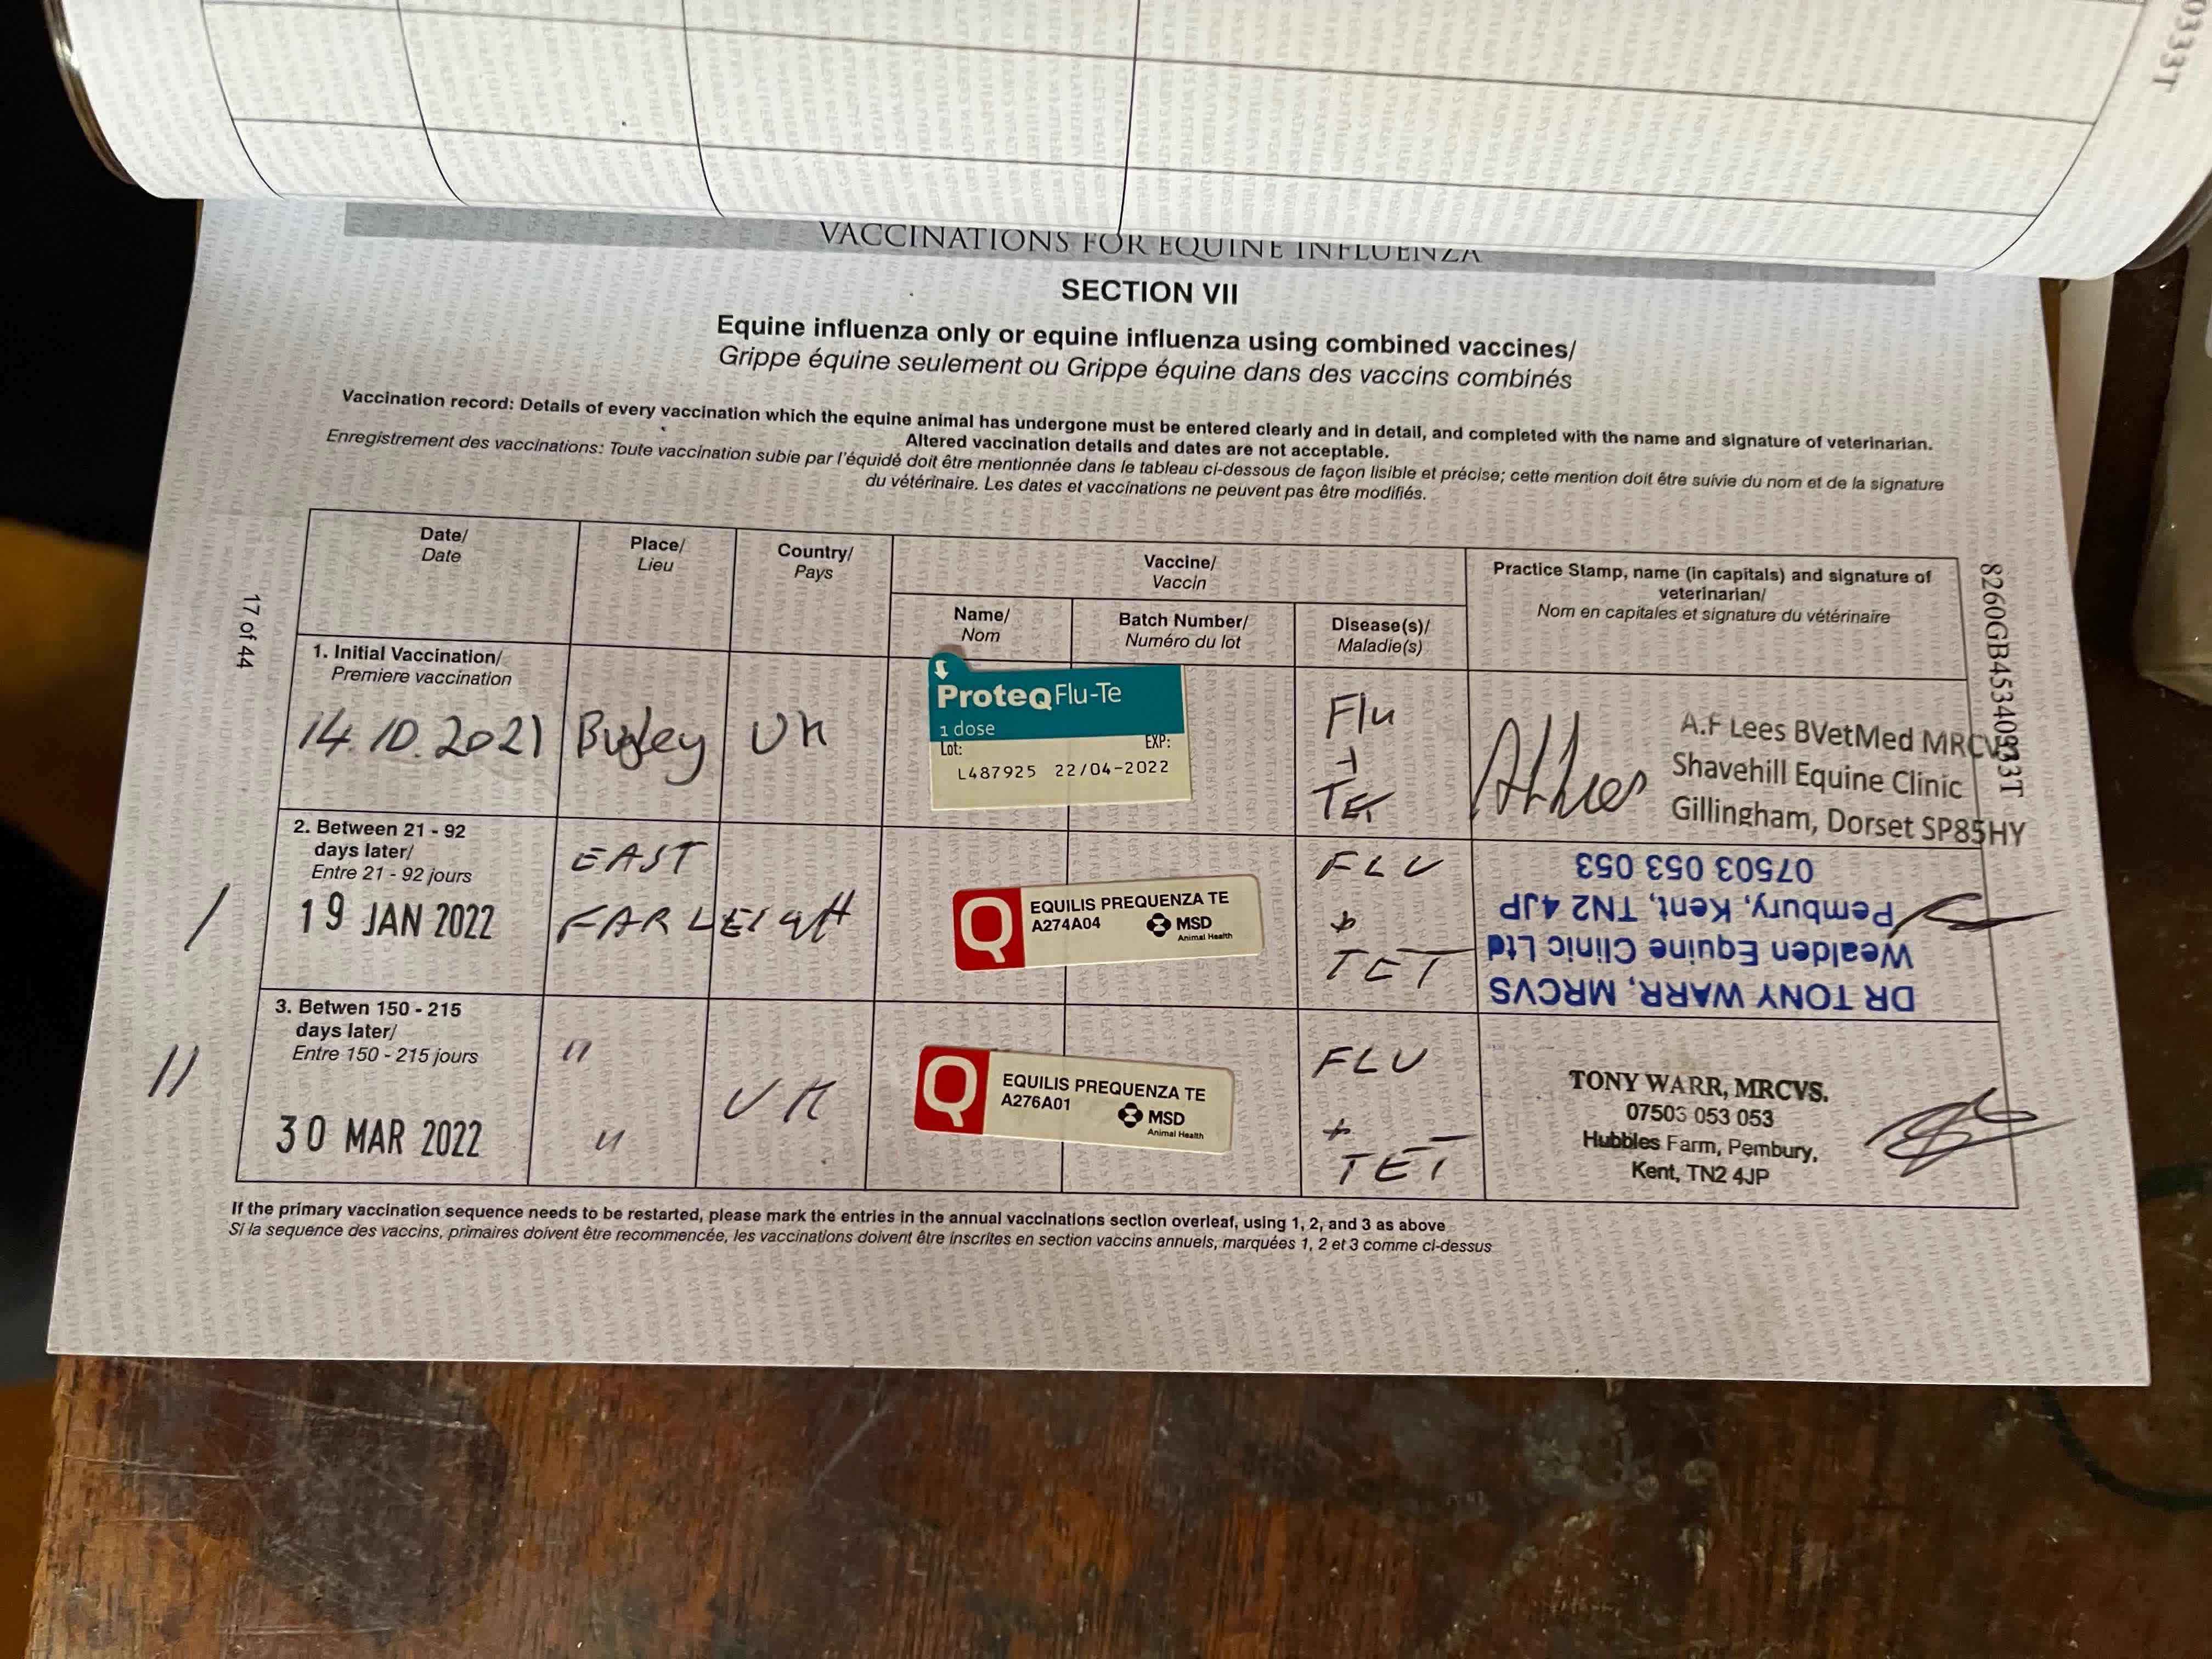 0333T
VACCINATIONS FOR EQUINE INFLUENZA
SECTION VII
Equine influenza only or equine influenza using combined vaccines/
Grippe équine seulement ou Grippe équine dans des vaccins combinés
Vaccination record: Details of every vaccination which the equine animal has undergone must be entered clearly and in detail, and completed with the name and signature of veterinarian.
Altered vaccination details and dates are not acceptable.
Enregistrement des vaccinations: Toute vaccination subie par l'équidé doit être mentionnée dans le tableau ci-dessous de façon lisible et précise; cette mention doit être suivie du nom et de la signature
du vétérinaire. Les dates et vaccinations ne peuvent pas être modifiés.
17 of 44
Date/
Date
Place/
Lieu
Country/
Pays
Vaccine/
Vaccin
Name/
Nom
Batch Number/
Numéro du lot
Disease(s)/
Maladie(s)
Practice Stamp, name (in capitals) and signature of
veterinarian/
Nom en capitales et signature du vétérinaire
1. Initial Vaccination/
Premiere vaccination
14.10.2021
UK
ProteqFlu-Te
1 dose
Lot: EXP:
L487925 22/04-2022
Flu
+
TET
A.F Lees BVetMed MRCVS
Shavehill Equine Clinic
Gillingham, Dorset SP85HY
2. Between 21 - 92
days later/
Entre 21 - 92 jours
I
19 JAN 2022
EAST
FARLEIGH
EQUILIS PREQUENZA TE
A274A04
MSD
Animal Health
FLU
+
TET
DR TONY WARR, MRCVS
Wealden Equine Clinic Ltd
Pembury, Kent, TN2 4JP
07503 053 053
3. Betwen 150 - 215
days later/
Entre 150 - 215 jours
II
30 MAR 2022
"
"
UK
EQUILIS PREQUENZA TE
A276A01
MSD
Animal Health
FLU
+
TET
TONY WARR, MRCVS.
07503 053 053
Hubbles Farm, Pembury,
Kent, TN2 4JP
If the primary vaccination sequence needs to be restarted, please mark the entries in the annual vaccinations section overleaf, using 1, 2, and 3 as above
Si la sequence des vaccins, primaires doivent être recommencée, les vaccinations doivent être inscrites en section vaccins annuels, marquées 1, 2 et 3 comme ci-dessus
8260GB45340933T